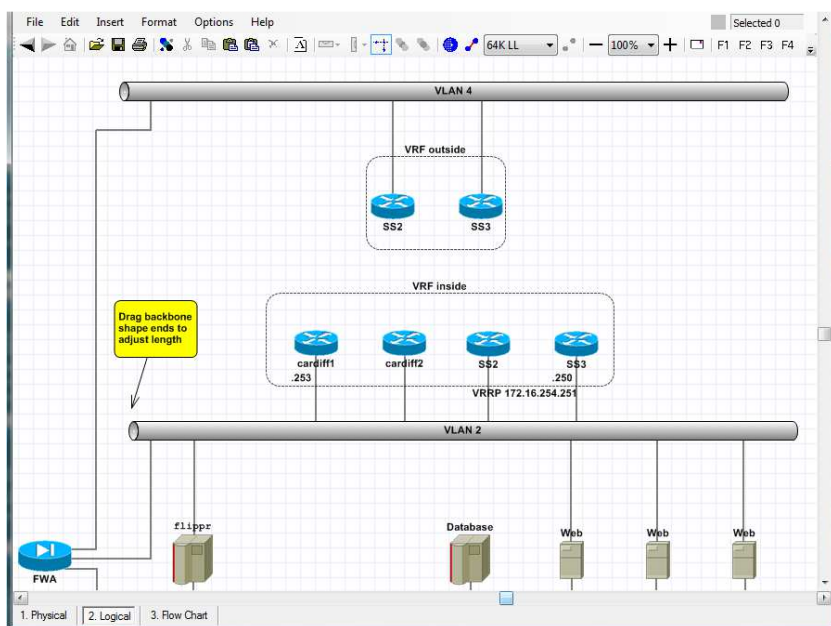 File Edit Insert Format Options Help
Selected 0
64K LL
100%
F1 F2 F3 F4
VLAN 4
VRF outside
SS2 SS3
VRF inside
Drag backbone
shape ends to
adjust length
cardiff1 cardiff2 SS2 SS3
.253 .250
VRRP 172.16.254.251
VLAN 2
flippr
Database
Web Web Web
FWA
1. Physical 2. Logical 3. Flow Chart